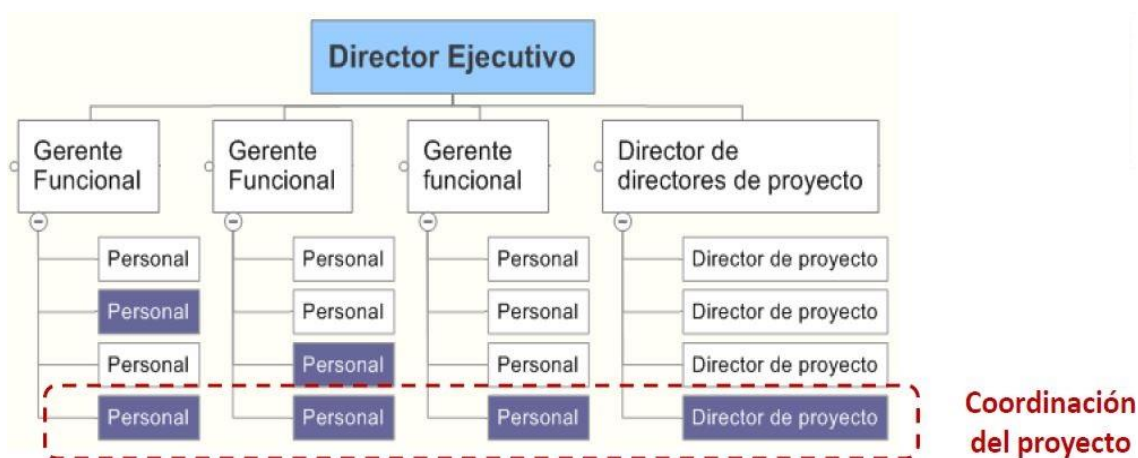 Director Ejecutivo
Gerente
Funcional
Gerente
Funcional
Gerente
funcional
Director de
directores de proyecto
Personal
Personal
Personal
Director de proyecto
Personal
Personal
Personal
Director de proyecto
Personal
Personal
Personal
Director de proyecto
Personal
Personal
Personal
Director de proyecto
Coordinación
del proyecto